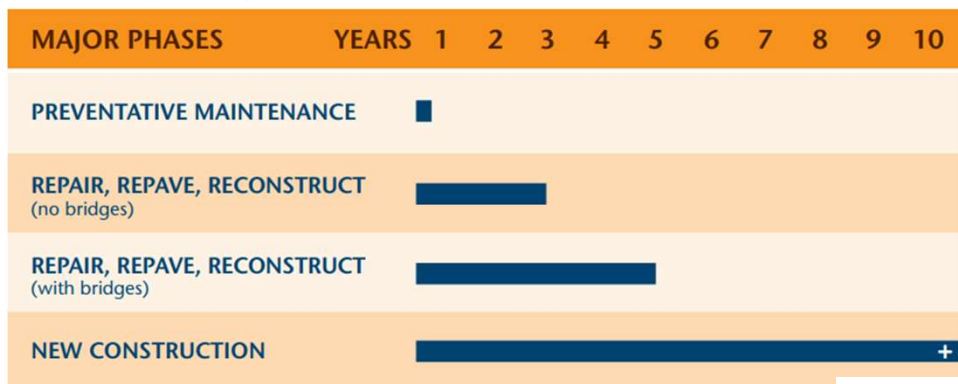 MAJOR PHASES YEARS 1 2 3 4 5 6 7 8 9 10
PREVENTATIVE MAINTENANCE
REPAIR, REPAVE, RECONSTRUCT
(no bridges)
REPAIR, REPAVE, RECONSTRUCT
(with bridges)
NEW CONSTRUCTION +